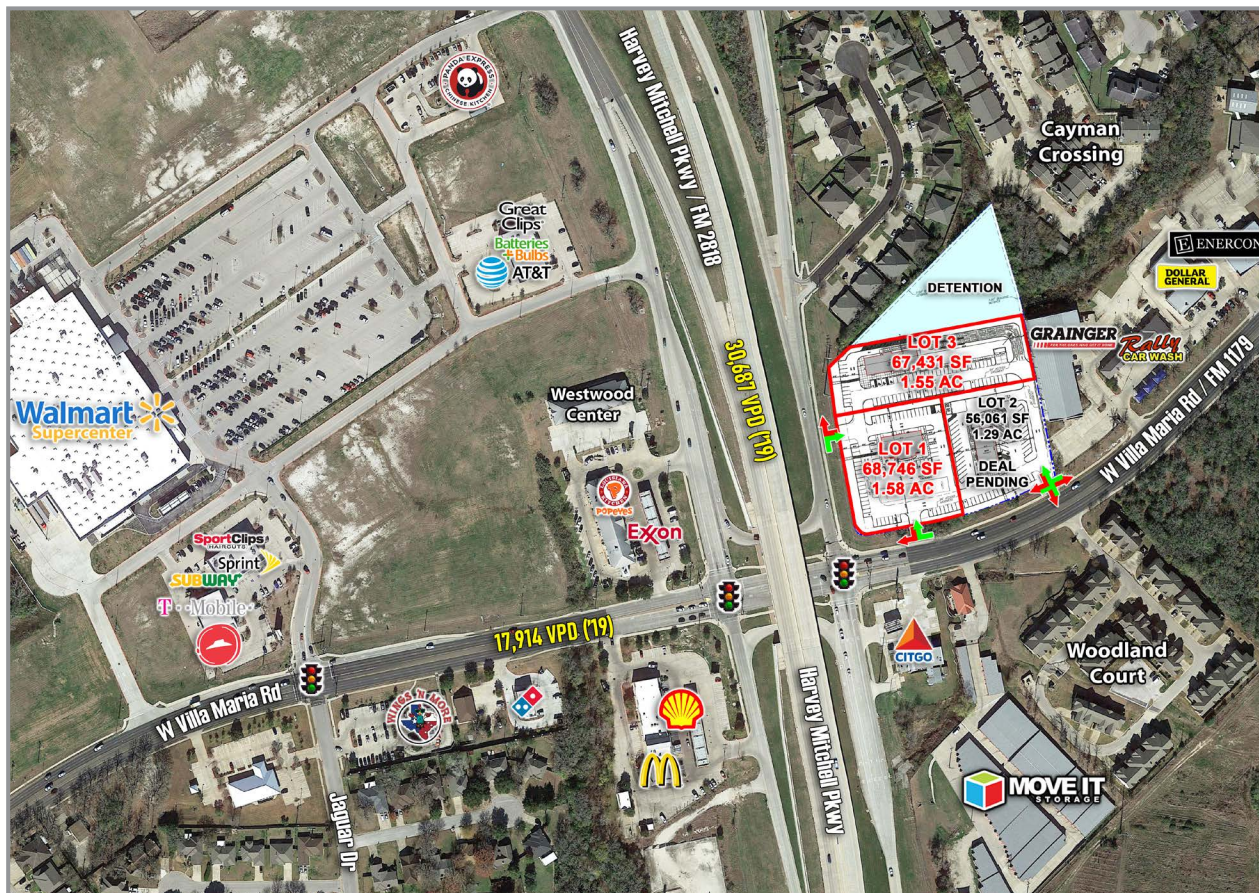 PANDA EXPRESS
CHINESE KITCHEN
Harvey Mitchell Pkwy / FM 2818
Cayman
Crossing
Great
Clips
Batteries
+Bulbs
AT&T
ENERCON
DOLLAR
GENERAL
DETENTION
GRAINGER
Rally
CAR WASH
LOT 3
67,431 SF
1.55 AC
30,687 VPD ('19)
Westwood
Center
Walmart
Supercenter
LOT 2
56,061 SF
1.29 AC
DEAL
PENDING
LOT 1
68,746 SF
1.58 AC
W Villa Maria Rd / FM 1179
LOUISIANA KITCHEN
POPEYES
Exxon
SportClips
HAIRCUTS
Sprint
SUBWAY
T··Mobile·
17,914 VPD ('19)
CITGO
Woodland
Court
W Villa Maria Rd
WINGS 'N MORE
Harvey Mitchell Pkwy
MOVE IT
STORAGE
Jaguar Dr